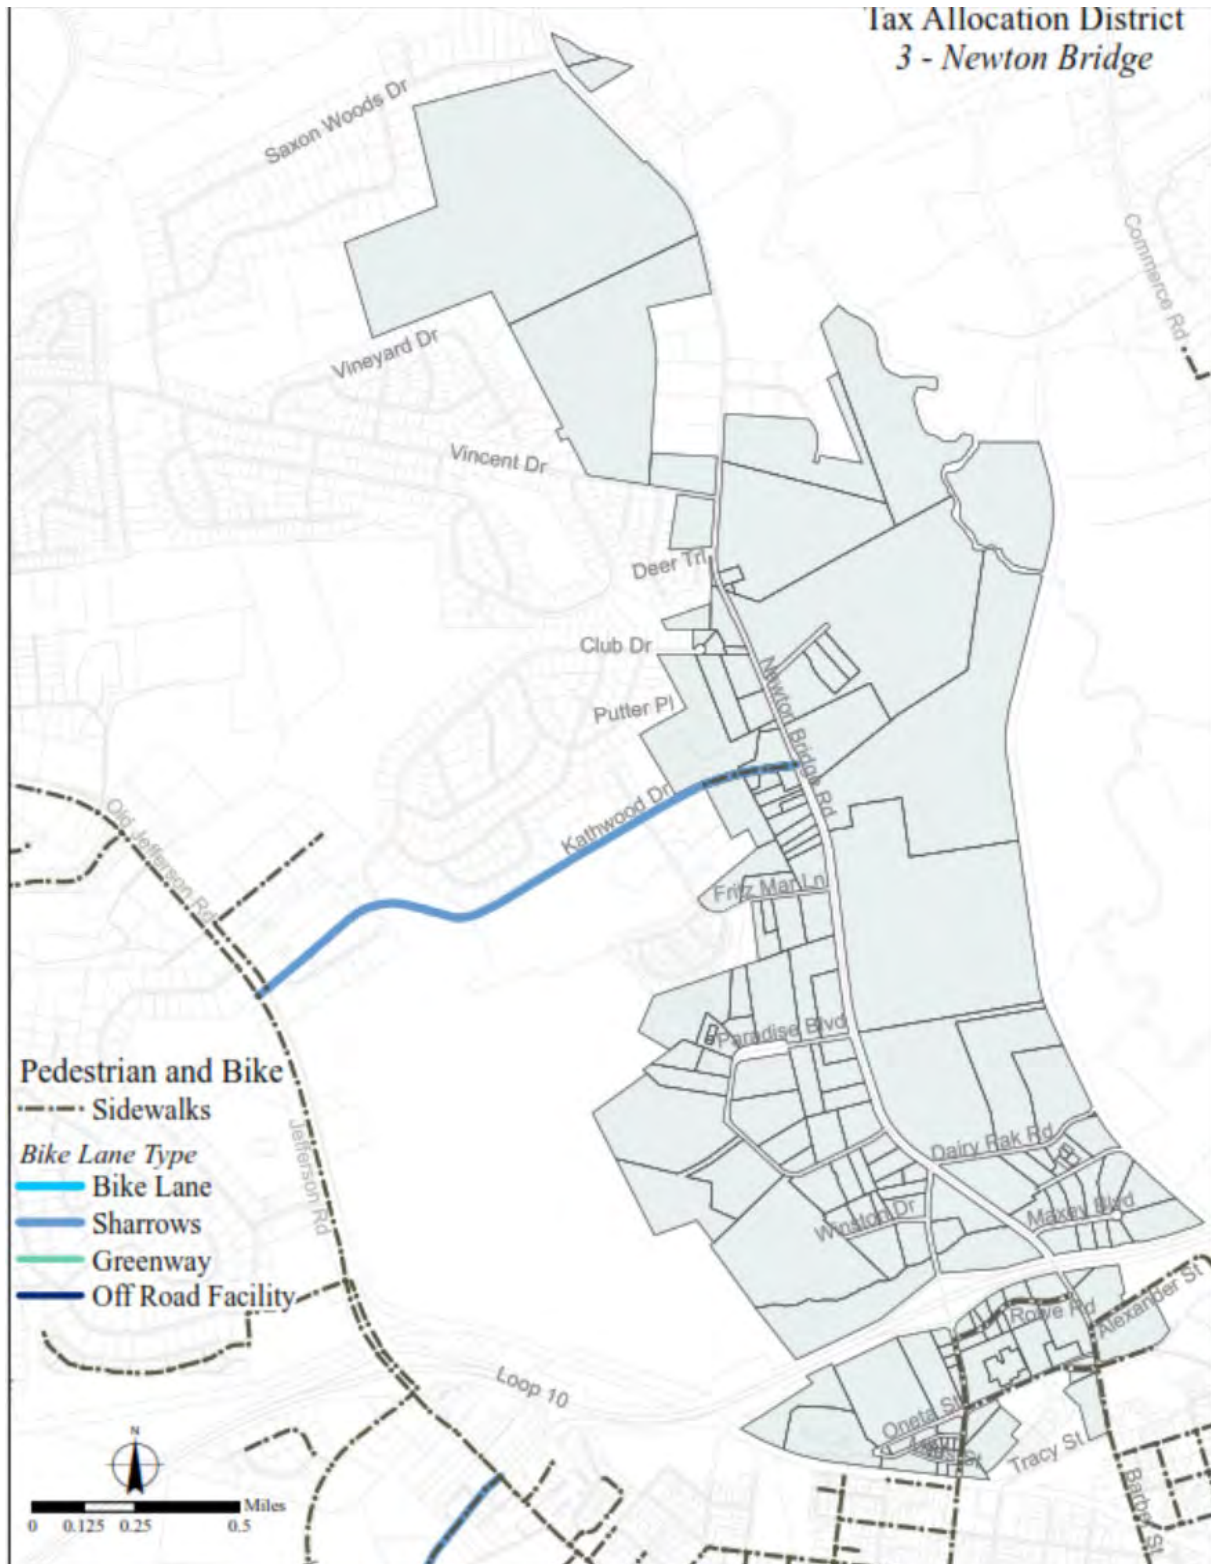 Tax Allocation District
3 - Newton Bridge
Saxon Woods Dr
Commerce Rd
Vineyard Dr
Vincent Dr
Deer Trl
Club Dr
Newton Bridge Rd
Putter Pl
Kathwood Dr
Old Jefferson Rd
Fritz Mar Ln
Paradise Blvd
Pedestrian and Bike
Sidewalks
Bike Lane Type
Bike Lane
Sharrows
Greenway
Off Road Facility
Jefferson Rd
Dairy Pak Rd
Winston Dr
Maxey Blvd
Rowe Rd
Alexander St
Loop 10
Oneta St
Tracy St
Barber St
N
Miles
0 0.125 0.25 0.5